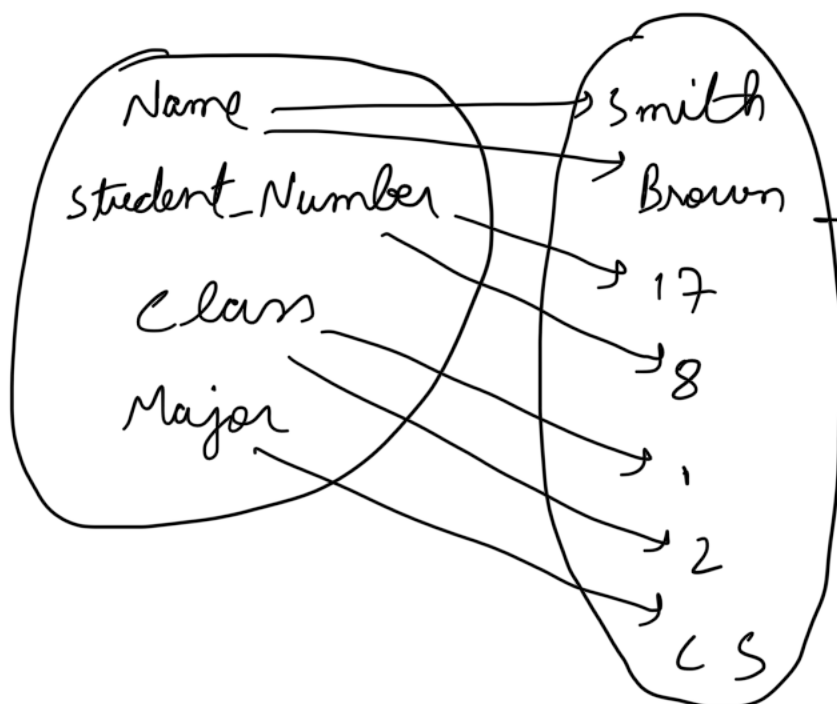 Name
Student_Number
Class
Major
Smith
Brown
17
8
1
2
CS